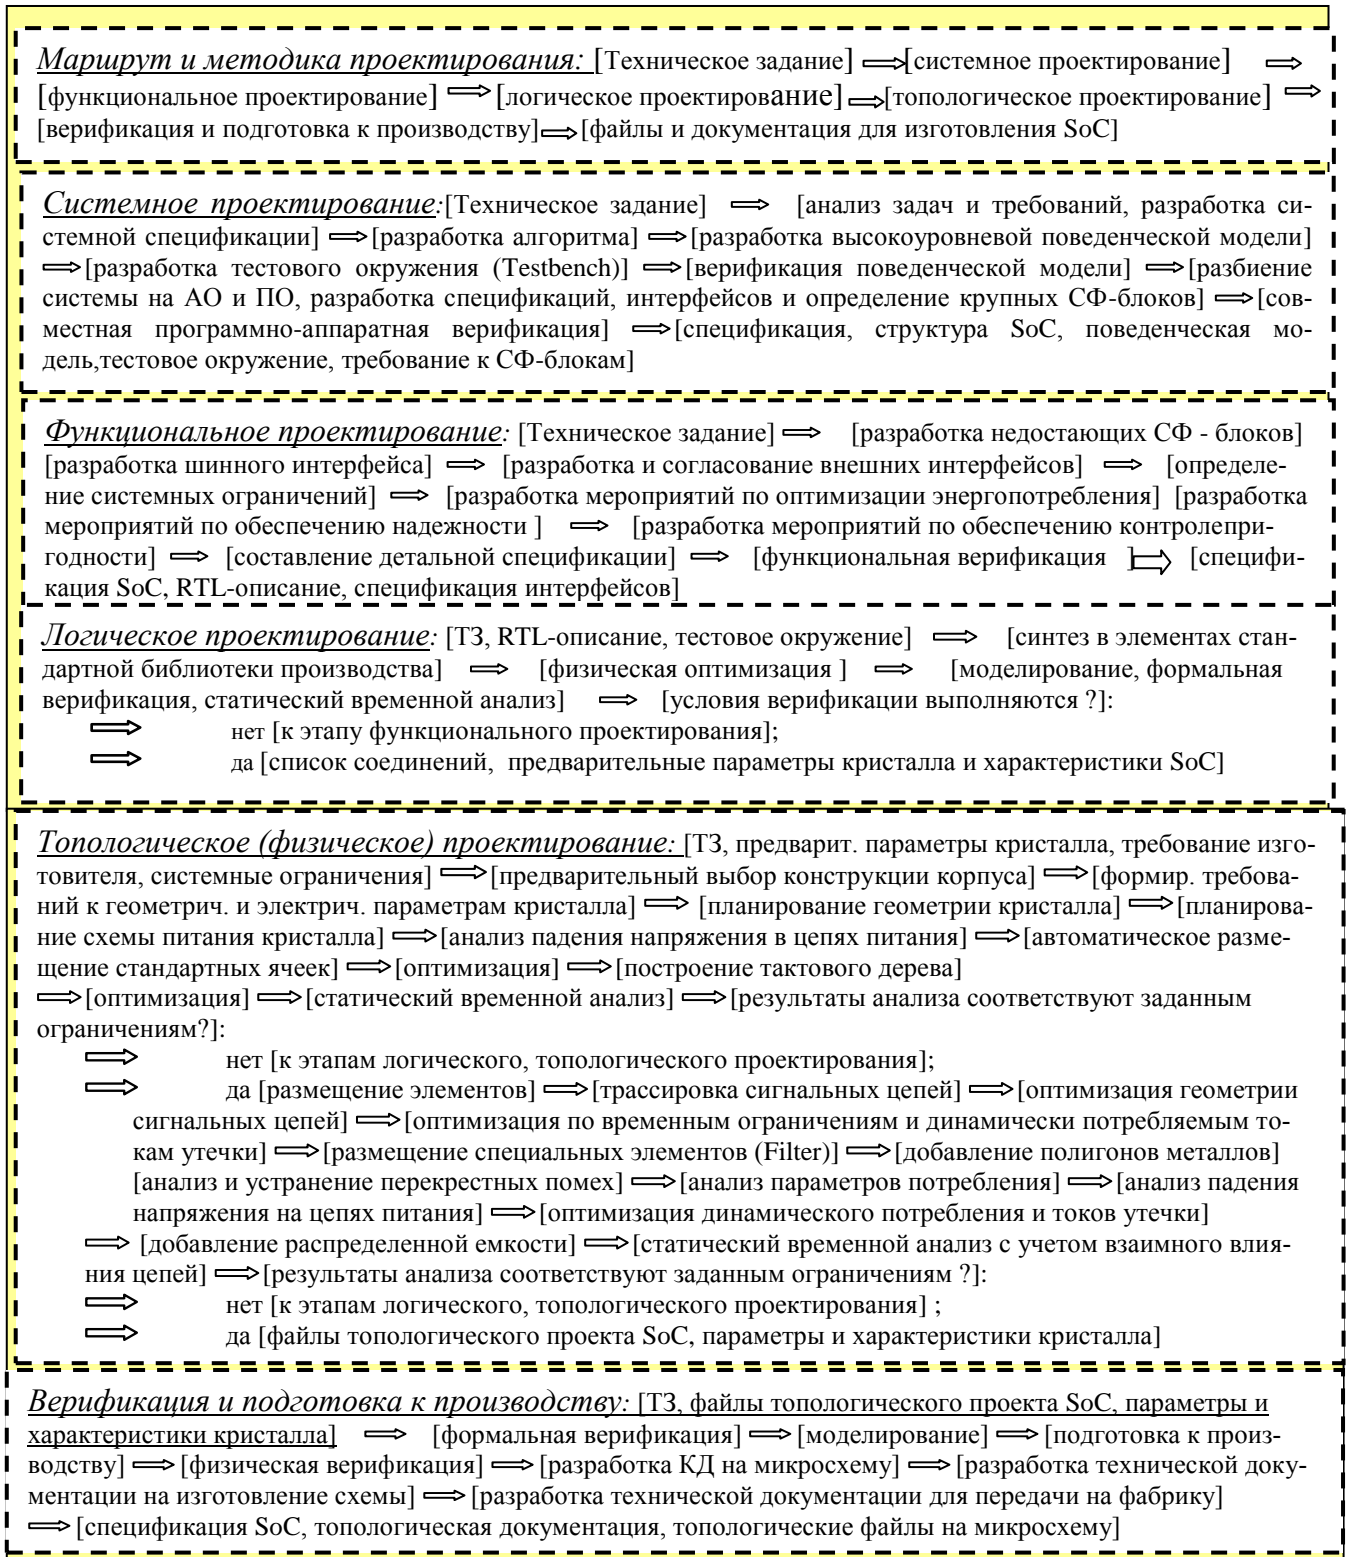 Маршрут и методика проектирования: [Техническое задание] ⇒ [системное проектирование] ⇒
[функциональное проектирование] ⇒ [логическое проектирование] ⇒ [топологическое проектирование] ⇒
[верификация и подготовка к производству] ⇒ [файлы и документация для изготовления SoC]
Системное проектирование:[Техническое задание] ⇒ [анализ задач и требований, разработка си-
стемной спецификации] ⇒ [разработка алгоритма] ⇒ [разработка высокоуровневой поведенческой модели]
⇒ [разработка тестового окружения (Testbench)] ⇒ [верификация поведенческой модели] ⇒ [разбиение
системы на АО и ПО, разработка спецификаций, интерфейсов и определение крупных СФ-блоков] ⇒ [сов-
местная программно-аппаратная верификация] ⇒ [спецификация, структура SoC, поведенческая мо-
дель,тестовое окружение, требование к СФ-блокам]
Функциональное проектирование: [Техническое задание] ⇒ [разработка недостающих СФ - блоков]
[разработка шинного интерфейса] ⇒ [разработка и согласование внешних интерфейсов] ⇒ [определе-
ние системных ограничений] ⇒ [разработка мероприятий по оптимизации энергопотребления] [разработка
мероприятий по обеспечению надежности ] ⇒ [разработка мероприятий по обеспечению контролепри-
годности] ⇒ [составление детальной спецификации] ⇒ [функциональная верификация ] ⇒ [специфи-
кация SoC, RTL-описание, спецификация интерфейсов]
Логическое проектирование: [ТЗ, RTL-описание, тестовое окружение] ⇒ [синтез в элементах стан-
дартной библиотеки производства] ⇒ [физическая оптимизация ] ⇒ [моделирование, формальная
верификация, статический временной анализ] ⇒ [условия верификации выполняются ?]:
⇒ нет [к этапу функционального проектирования];
⇒ да [список соединений, предварительные параметры кристалла и характеристики SoC]
Топологическое (физическое) проектирование: [ТЗ, предварит. параметры кристалла, требование изго-
товителя, системные ограничения] ⇒ [предварительный выбор конструкции корпуса] ⇒ [формир. требова-
ний к геометрич. и электрич. параметрам кристалла] ⇒ [планирование геометрии кристалла] ⇒ [планирова-
ние схемы питания кристалла] ⇒ [анализ падения напряжения в цепях питания] ⇒ [автоматическое разме-
щение стандартных ячеек] ⇒ [оптимизация] ⇒ [построение тактового дерева]
⇒ [оптимизация] ⇒ [статический временной анализ] ⇒ [результаты анализа соответствуют заданным
ограничениям?]:
⇒ нет [к этапам логического, топологического проектирования];
⇒ да [размещение элементов] ⇒ [трассировка сигнальных цепей] ⇒ [оптимизация геометрии
сигнальных цепей] ⇒ [оптимизация по временным ограничениям и динамически потребляемым то-
кам утечки] ⇒ [размещение специальных элементов (Filter)] ⇒ [добавление полигонов металлов]
[анализ и устранение перекрестных помех] ⇒ [анализ параметров потребления] ⇒ [анализ падения
напряжения на цепях питания] ⇒ [оптимизация динамического потребления и токов утечки]
⇒ [добавление распределенной емкости] ⇒ [статический временной анализ с учетом взаимного влия-
ния цепей] ⇒ [результаты анализа соответствуют заданным ограничениям ?]:
⇒ нет [к этапам логического, топологического проектирования] ;
⇒ да [файлы топологического проекта SoC, параметры и характеристики кристалла]
Верификация и подготовка к производству: [ТЗ, файлы топологического проекта SoC, параметры и
характеристики кристалла] ⇒ [формальная верификация] ⇒ [моделирование] ⇒ [подготовка к произ-
водству] ⇒ [физическая верификация] ⇒ [разработка КД на микросхему] ⇒ [разработка технической доку-
ментации на изготовление схемы] ⇒ [разработка технической документации для передачи на фабрику]
⇒ [спецификация SoC, топологическая документация, топологические файлы на микросхему]